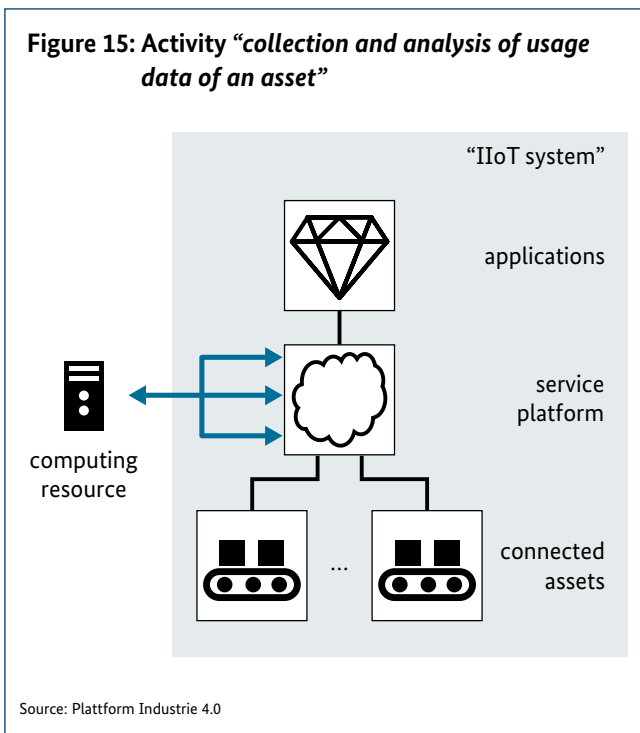 Figure 15: Activity “collection and analysis of usage
data of an asset”
“IIoT system”
applications
service
platform
computing
resource
...
connected
assets
Source: Plattform Industrie 4.0